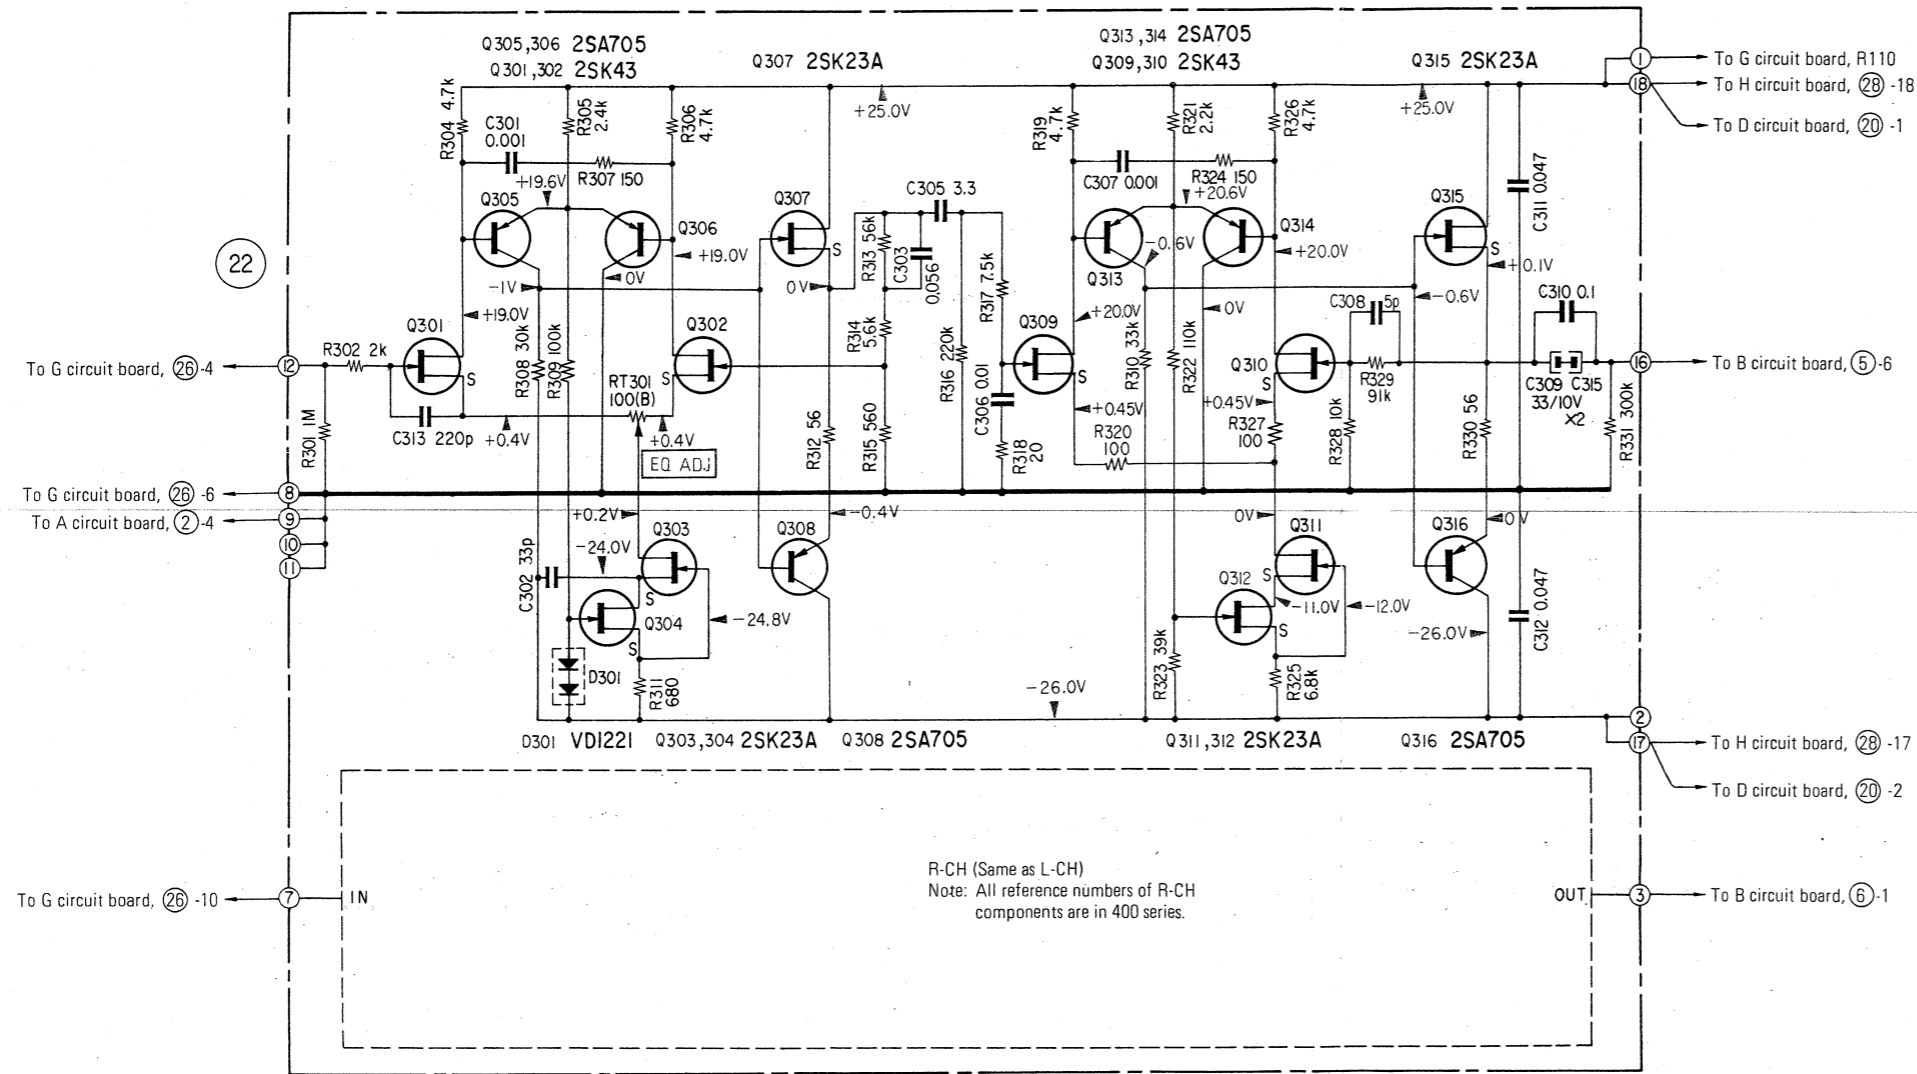 Q305,306 2SA705
Q301,302 2SK43
Q307 2SK23A
Q313,314 2SA705
Q309,310 2SK43
Q315 2SK23A
1
To G circuit board, R110
18
To H circuit board, 28 -18
To D circuit board, 20 -1
+25.0V
+25.0V
R304 4.7k
C301
0.001
R305
2.4k
R306
4.7k
R307 150
R319
4.7k
R321
2.2k
R326
4.7k
C307 0.001
R324 150
C311 0.047
+19.6V
+20.6V
Q305
Q306
Q307
C305 3.3
Q313
Q314
Q315
S
S
22
-1V
0V
+19.0V
0V
R313 56k
C303
0.056
-0.6V
0V
+20.0V
-0.6V
+0.1V
+19.0V
R317 7.5k
+20.0V
C308 5p
C310 0.1
To G circuit board, 26-4
12
R302 2k
Q301
S
R308 30k
R309 100k
Q302
S
RT301
100(B)
R314
5.6k
R316 220k
Q309
S
R310 33k
R322 110k
Q310
S
R329
91k
C309 C315
33/10V
X2
16
To B circuit board, 5-6
R301 1M
C313 220p
+0.4V
+0.4V
EQ ADJ
R312 56
R315 560
C306 0.01
R318
20
+0.45V
R320
100
+0.45V
R327
100
R328 10k
R330 56
R331 300k
To G circuit board, 26 -6
8
To A circuit board, 2-4
9
10
11
+0.2V
-0.4V
0V
0V
C302 33p
-24.0V
Q303
S
Q304
S
-24.8V
Q308
Q311
S
Q312
S
-11.0V
-12.0V
Q316
-26.0V
C312 0.047
D301
R311
680
-26.0V
R323 39k
R325
6.8k
2
D301 VD1221
Q303,304 2SK23A
Q308 2SA705
Q311,312 2SK23A
Q316 2SA705
17
To H circuit board, 28 -17
To D circuit board, 20 -2
R-CH (Same as L-CH)
Note: All reference numbers of R-CH
components are in 400 series.
To G circuit board, 26 -10
7
IN
OUT
3
To B circuit board, 6-1